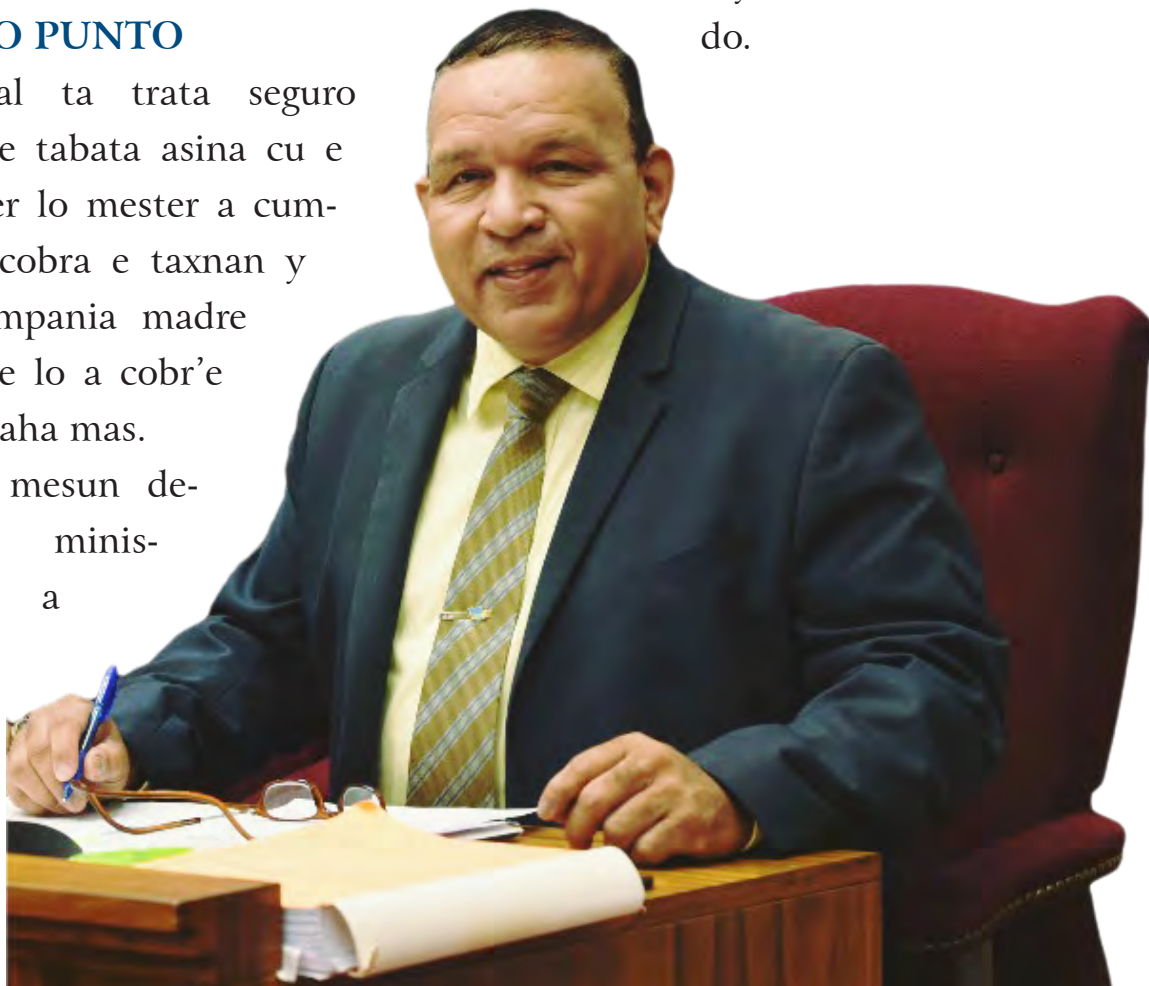 O PUNTO
al ta trata seguro
e tabata asina cu e
er lo mester a cum-
cobra e taxnan y
mpania madre
e lo a cobr’e
aha mas.
mesun de-
minis-
a
do.